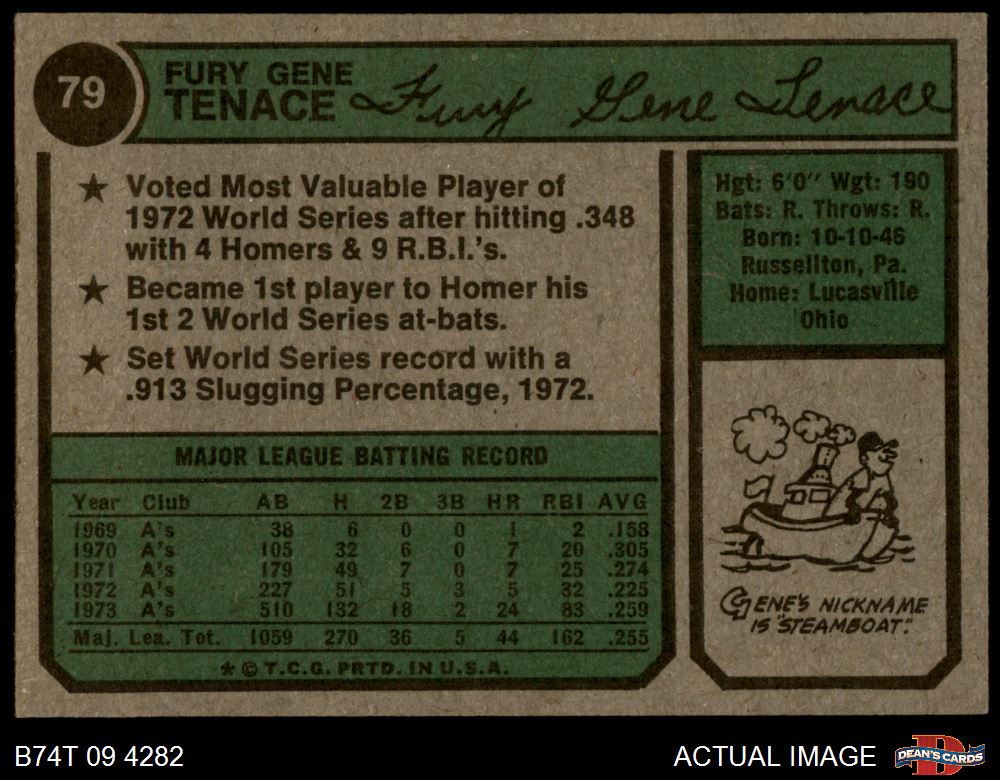 79
FURY GENE
TENACE
Fury Gene Tenace
★ Voted Most Valuable Player of
1972 World Series after hitting .348
with 4 Homers & 9 R.B.I.'s.
★ Became 1st player to Homer his
1st 2 World Series at-bats.
★ Set World Series record with a
.913 Slugging Percentage, 1972.
Hgt: 6'0" Wgt: 190
Bats: R. Throws: R.
Born: 10-10-46
Russellton, Pa.
Home: Lucasville
Ohio
MAJOR LEAGUE BATTING RECORD
Year Club AB H 2B 3B HR RBI AVG
1969 A's 38 6 0 0 1 2 .158
1970 A's 105 32 6 0 7 20 .305
1971 A's 179 49 7 0 7 25 .274
1972 A's 227 51 5 3 5 32 .225
1973 A's 510 132 18 2 24 83 .259
Maj. Lea. Tot. 1059 270 36 5 44 162 .255
* © T.C.G. PRTD. IN U.S.A.
GENE'S NICKNAME
IS "STEAMBOAT."
B74T 09 4282
ACTUAL IMAGE
D
DEAN'S CARDS